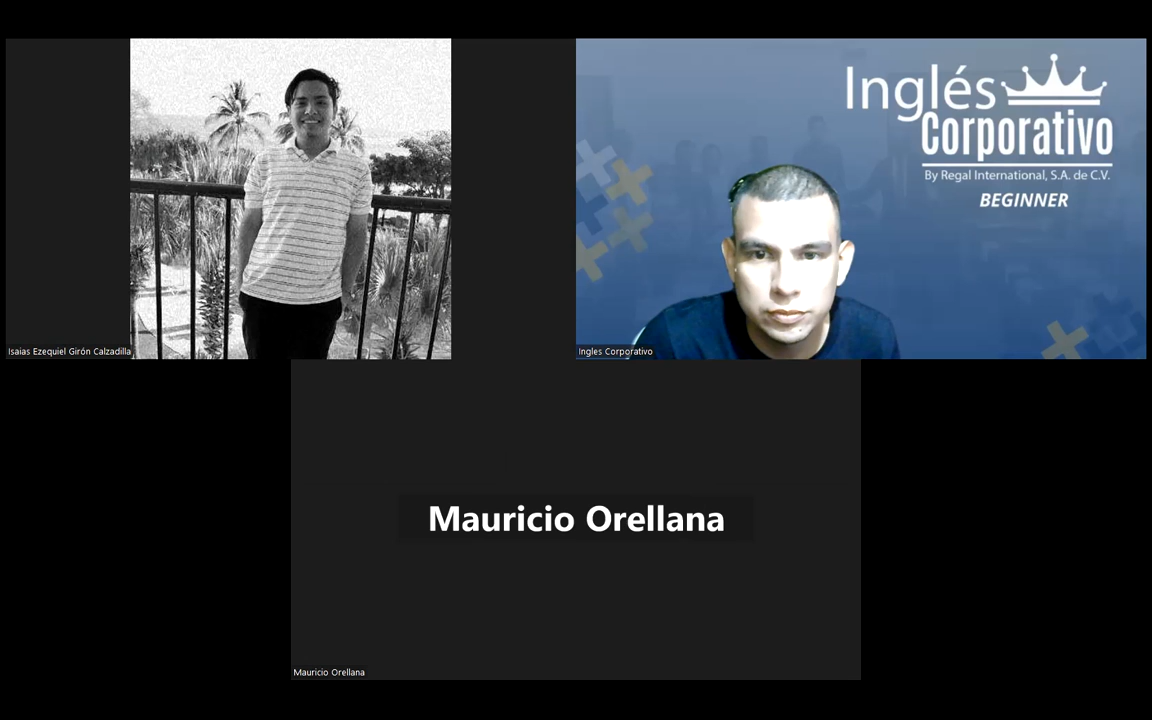 Isaias Ezequiel Girón Calzadilla
Inglés
Corporativo
By Regal International, S.A. de C.V.
BEGINNER
Ingles Corporativo
Mauricio Orellana
Mauricio Orellana